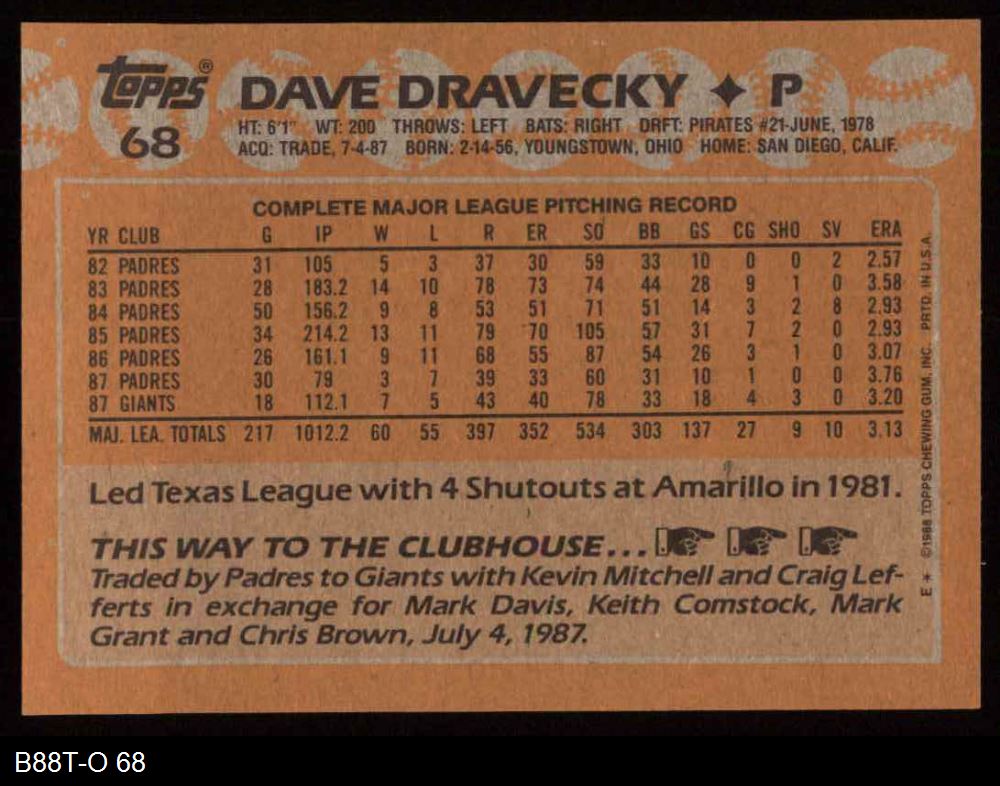 Topps® DAVE DRAVECKY ✦ P
68
HT: 6'1" WT: 200 THROWS: LEFT BATS: RIGHT DRFT: PIRATES #21-JUNE, 1978
ACQ: TRADE, 7-4-87 BORN: 2-14-56, YOUNGSTOWN, OHIO HOME: SAN DIEGO, CALIF.
COMPLETE MAJOR LEAGUE PITCHING RECORD
YR CLUB G IP W L R ER SO BB GS CG SHO SV ERA
82 PADRES 31 105 5 3 37 30 59 33 10 0 0 2 2.57
83 PADRES 28 183.2 14 10 78 73 74 44 28 9 1 0 3.58
84 PADRES 50 156.2 9 8 53 51 71 51 14 3 2 8 2.93
85 PADRES 34 214.2 13 11 79 70 105 57 31 7 2 0 2.93
86 PADRES 26 161.1 9 11 68 55 87 54 26 3 1 0 3.07
87 PADRES 30 79 3 7 39 33 60 31 10 1 0 0 3.76
87 GIANTS 18 112.1 7 5 43 40 78 33 18 4 3 0 3.20
MAJ. LEA. TOTALS 217 1012.2 60 55 397 352 534 303 137 27 9 10 3.13
Led Texas League with 4 Shutouts at Amarillo in 1981.
THIS WAY TO THE CLUBHOUSE...
Traded by Padres to Giants with Kevin Mitchell and Craig Lef-
ferts in exchange for Mark Davis, Keith Comstock, Mark
Grant and Chris Brown, July 4, 1987.
E* ©1988 TOPPS CHEWING GUM, INC. PRTD. IN U.S.A.
B88T-O 68